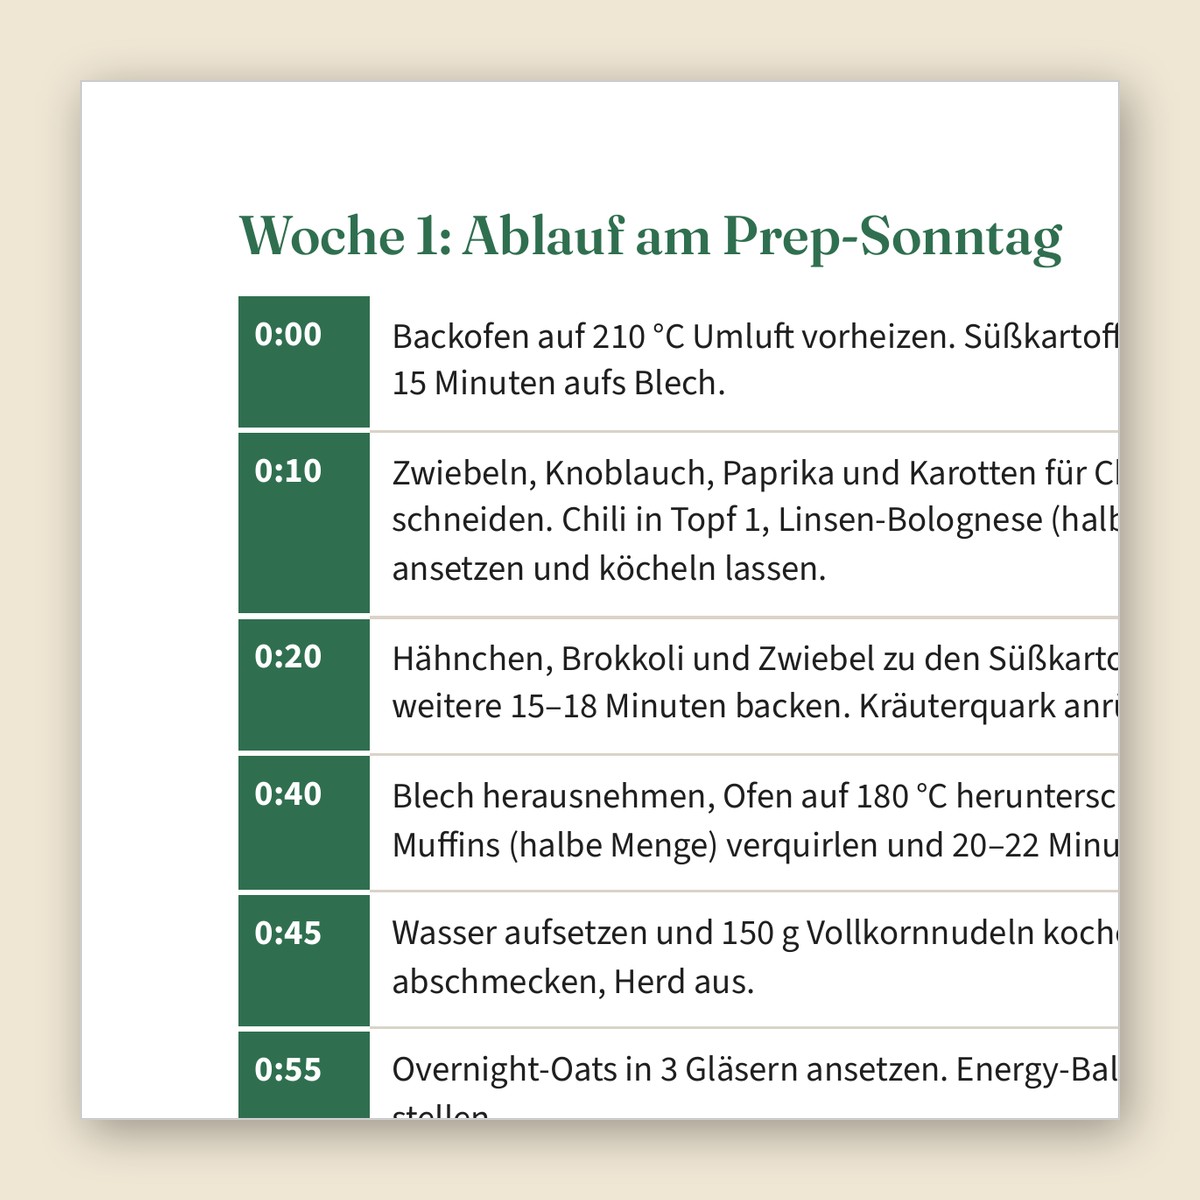 Woche 1: Ablauf am Prep-Sonntag
0:00
Backofen auf 210 °C Umluft vorheizen.
15 Minuten aufs Blech.
0:10
Zwiebeln, Knoblauch, Paprika und Karotten für
schneiden. Chili in Topf 1, Linsen-Bolognese
ansetzen und köcheln lassen.
0:20
Hähnchen, Brokkoli und Zwiebel zu den
weitere 15–18 Minuten backen. Kräuterquark
0:40
Blech herausnehmen, Ofen auf 180 °C
Muffins (halbe Menge) verquirlen und 20–22
0:45
Wasser aufsetzen und 150 g Vollkornnudeln
abschmecken, Herd aus.
0:55
Overnight-Oats in 3 Gläsern ansetzen.